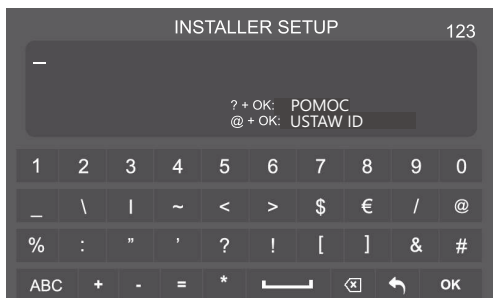 INSTALLER SETUP 123
_
? + OK: POMOC
@ + OK: USTAW ID
1 2 3 4 5 6 7 8 9 0
_ \ | ~ < > $ € / @
% : ” ’ ? ! [ ] & #
ABC + - = * OK